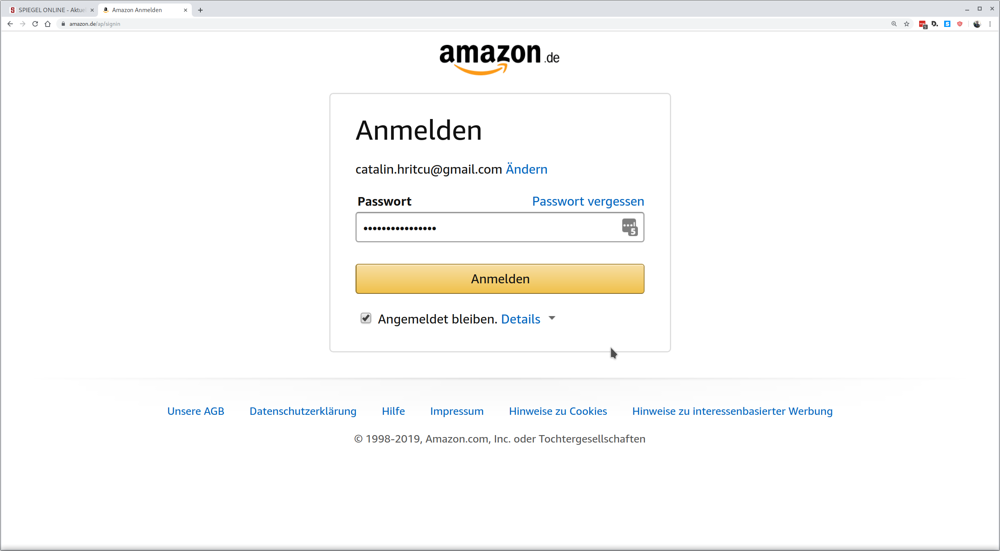 SPIEGEL ONLINE - Aktuel
Amazon Anmelden
amazon.de/ap/signin
5
D.
S
amazon.de
Anmelden
catalin.hritcu@gmail.com Ändern
Passwort Passwort vergessen
••••••••••••••••
5
Anmelden
Angemeldet bleiben. Details
Unsere AGB Datenschutzerklärung Hilfe Impressum Hinweise zu Cookies Hinweise zu interessenbasierter Werbung
© 1998-2019, Amazon.com, Inc. oder Tochtergesellschaften